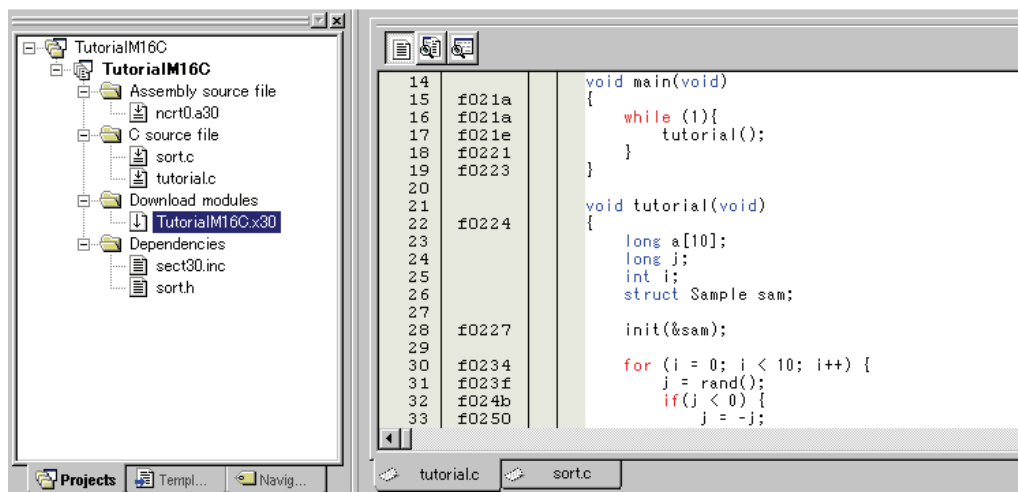 TutorialM16C
TutorialM16C
Assembly source file
ncrt0.a30
C source file
sort.c
tutorial.c
Download modules
TutorialM16C.x30
Dependencies
sect30.inc
sort.h
Projects Templ... Navig...
14 void main(void)
15 f021a {
16 f021a while (1){
17 f021e tutorial();
18 f0221 }
19 f0223 }
20
21 void tutorial(void)
22 f0224 {
23 long a[10];
24 long j;
25 int i;
26 struct Sample sam;
27
28 f0227 init(&sam);
29
30 f0234 for (i = 0; i < 10; i++) {
31 f023f j = rand();
32 f024b if(j < 0) {
33 f0250 j = -j;
tutorial.c sort.c